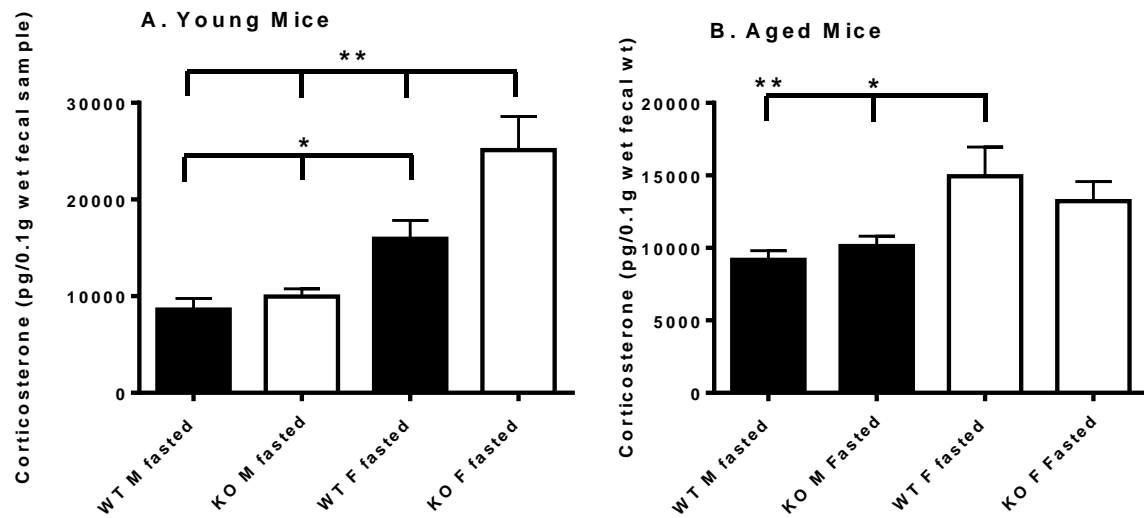 A. Young Mice
Corticosterone (pg/0.1g wet fecal sample)
30000
20000
10000
0
**
*
WT M fasted
KO M fasted
WT F fasted
KO F fasted
B. Aged Mice
Corticosterone (pg/0.1g wet fecal wt)
20000
15000
10000
5000
0
**
*
WT M fasted
KO M Fasted
WT F fasted
KO F Fasted